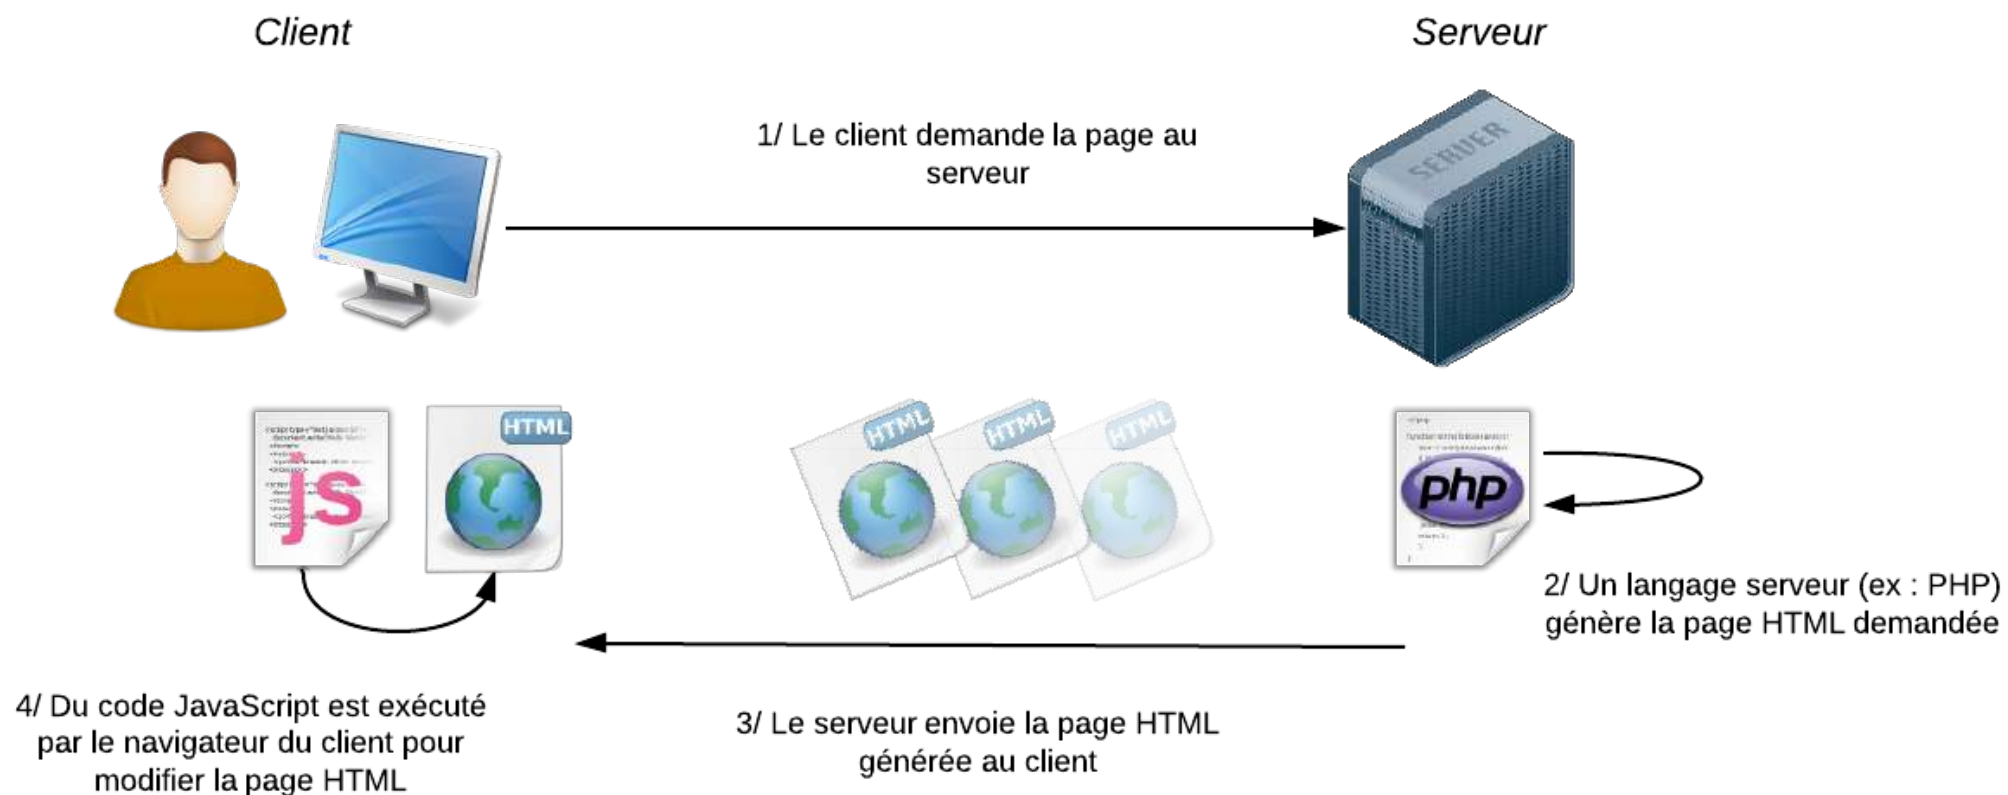 Client
Serveur
1/ Le client demande la page au
serveur
SERVER
HTML
HTML
HTML
HTML
js
php
2/ Un langage serveur (ex : PHP)
génère la page HTML demandée
4/ Du code JavaScript est exécuté
par le navigateur du client pour
modifier la page HTML
3/ Le serveur envoie la page HTML
générée au client